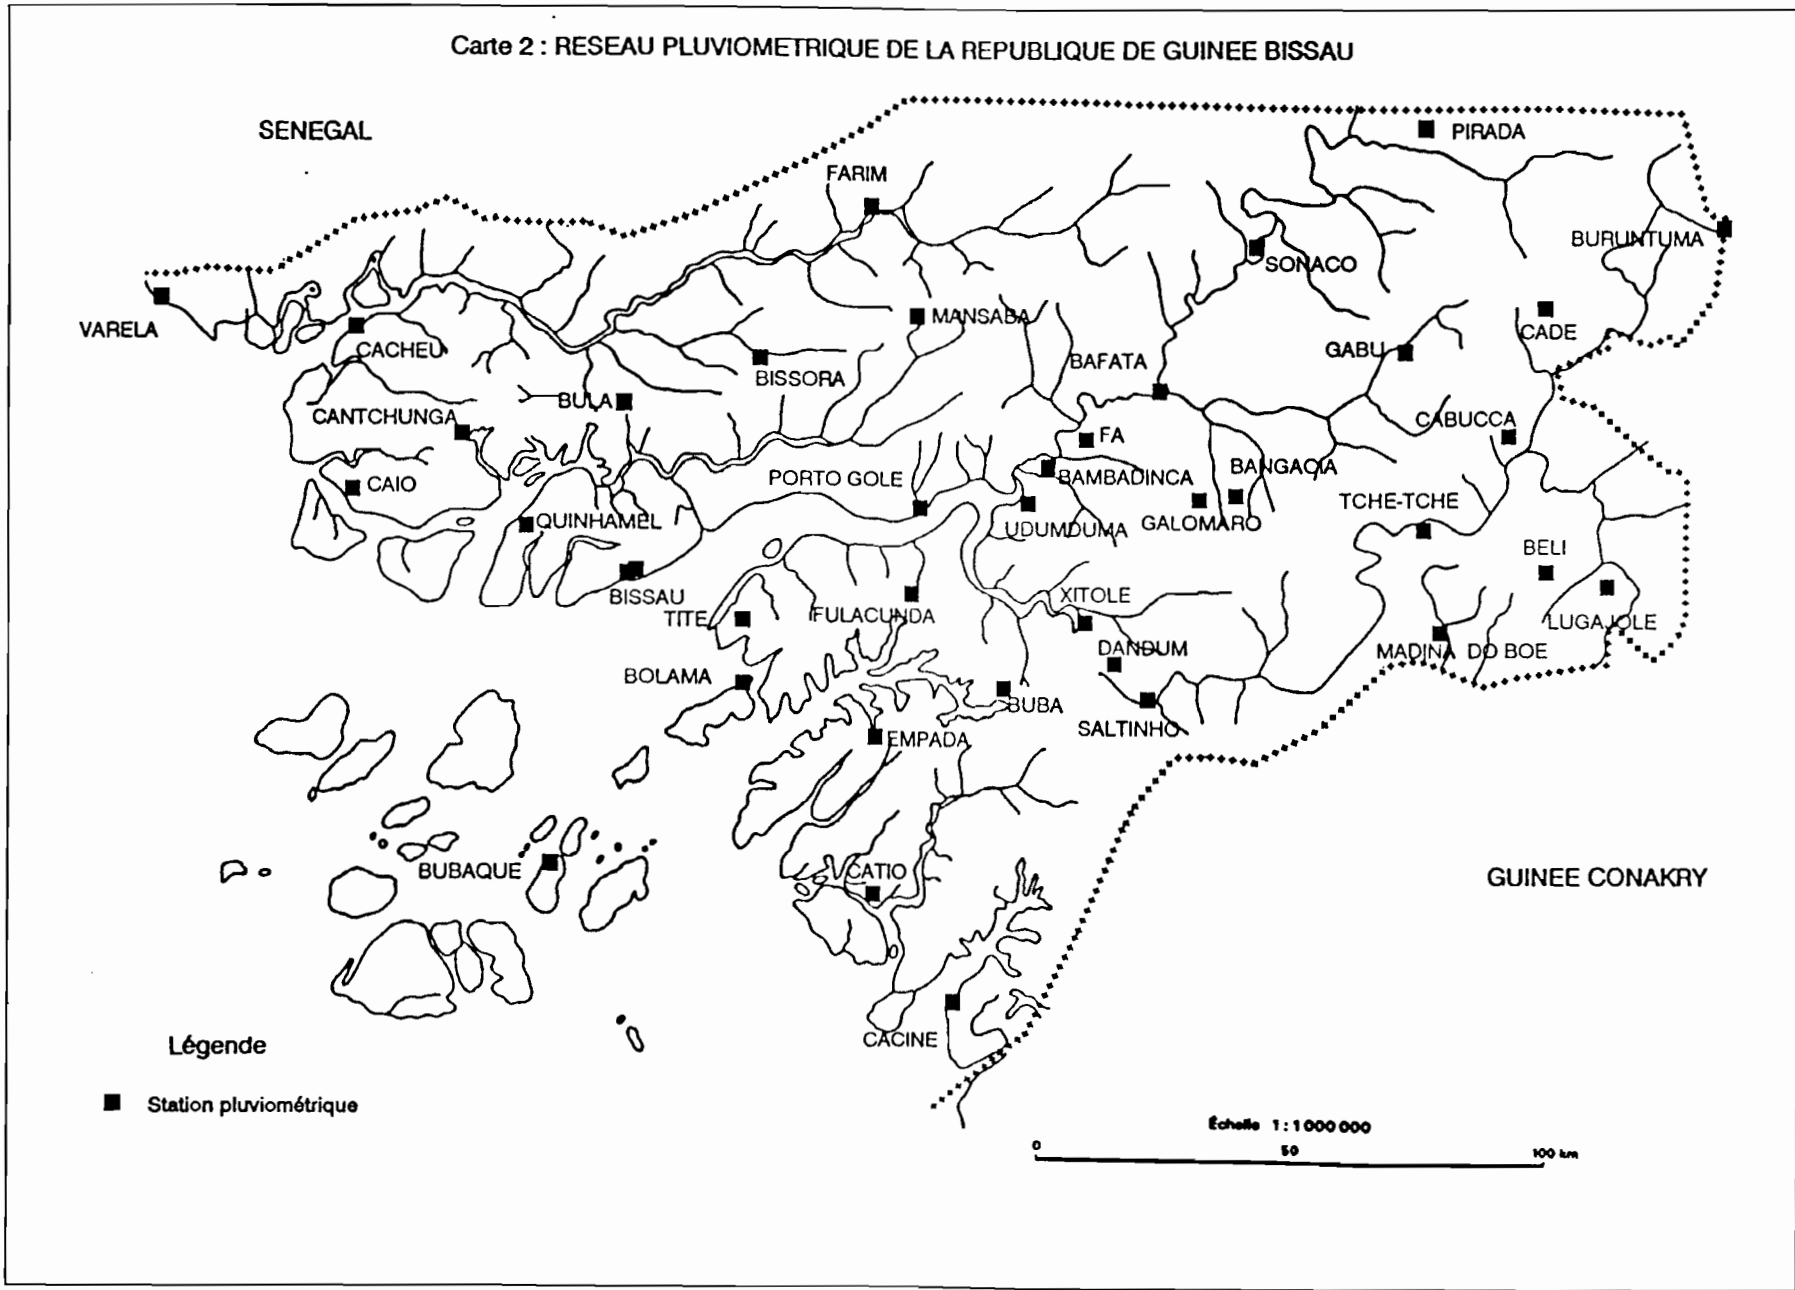 Carte 2 : RESEAU PLUVIOMETRIQUE DE LA REPUBLIQUE DE GUINEE BISSAU
SENEGAL
PIRADA
FARIM
BURUNTUMA
SONACO
VARELA
MANSABA
CADE
CACHEU
GABU
BAFATA
BISSORA
BULA
CANTCHUNGA
CABUCCA
FA
BANGACIA
BAMBADINCA
PORTO GOLE
CAIO
TCHE-TCHE
QUINHAMEL
GALOMARO
UDUMDUMA
BELI
BISSAU
XITOLE
TITE
FULACUNDA
LUGAJOLE
DANDUM
MADINA DO BOE
BOLAMA
BUBA
SALTINHO
EMPADA
BUBAQUE
CATIO
GUINEE CONAKRY
CACINE
Légende
Station pluviométrique
Échelle 1 : 1 000 000
0
50
100 km